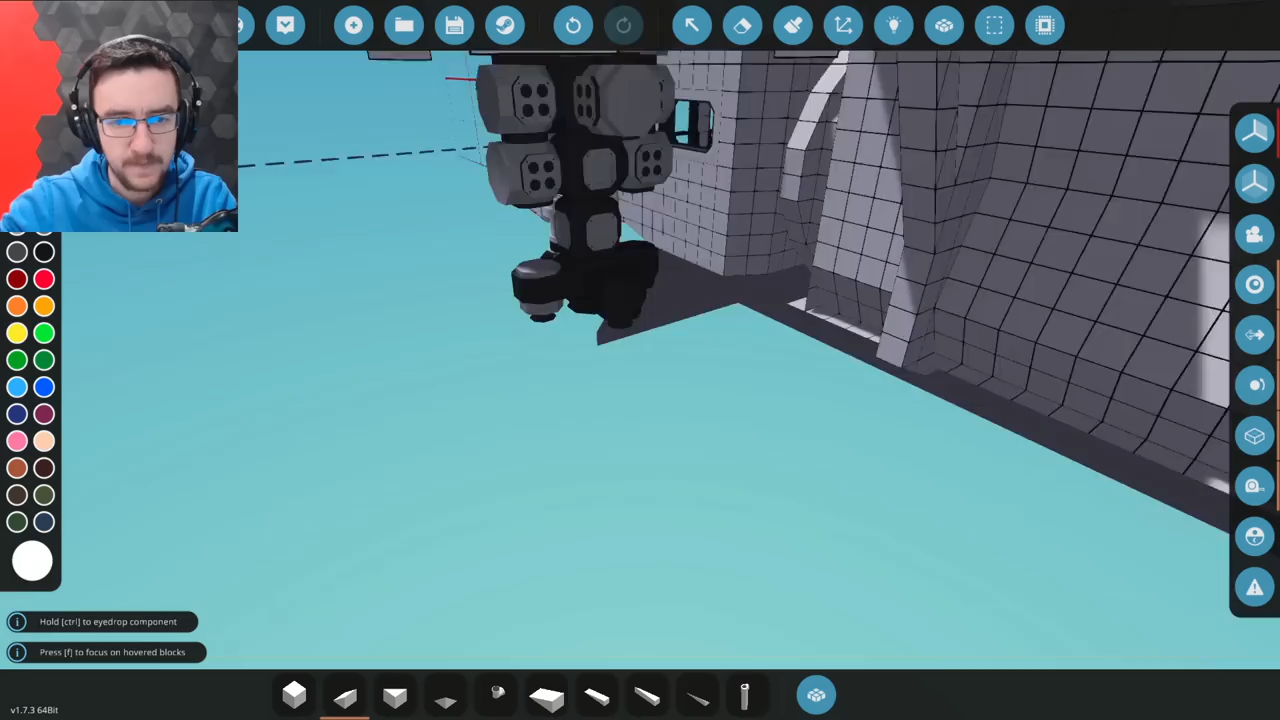 Hold [ctrl] to eyedrop component
Press [f] to focus on hovered blocks
v1.7.3 64Bit